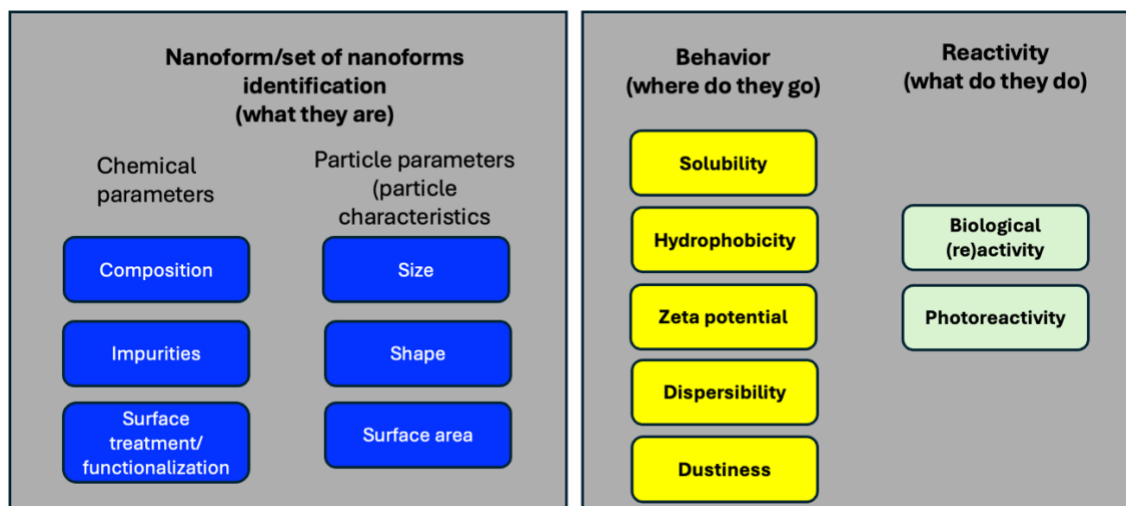 Nanoform/set of nanoforms
identification
(what they are)
Chemical
parameters
Particle parameters
(particle
characteristics
Composition
Size
Impurities
Shape
Surface
treatment/
functionalization
Surface area
Behavior
(where do they go)
Reactivity
(what do they do)
Solubility
Hydrophobicity
Zeta potential
Dispersibility
Dustiness
Biological
(re)activity
Photoreactivity